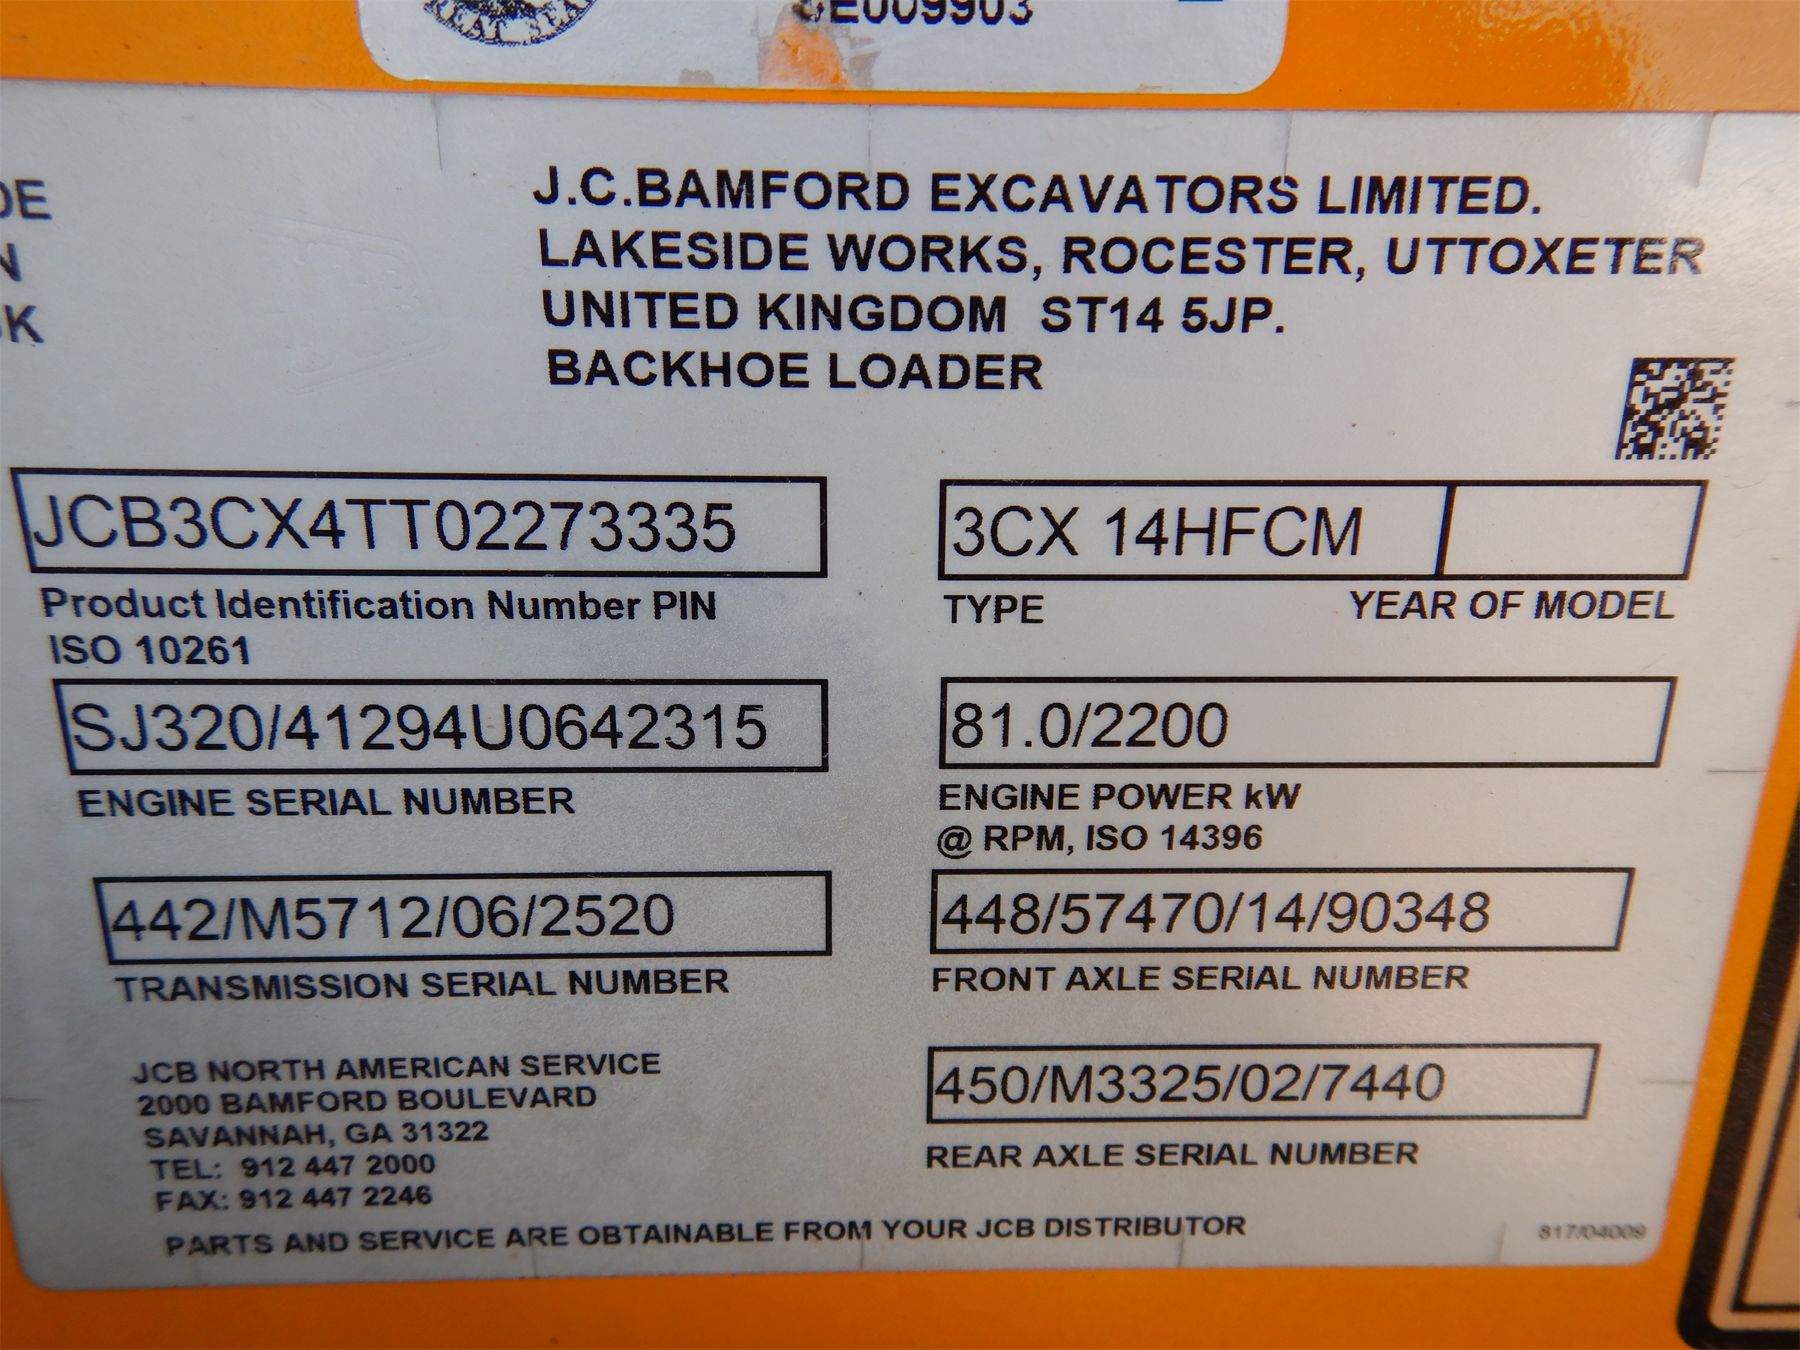 GREAT SEAL
SE009903
J.C.BAMFORD EXCAVATORS LIMITED.
LAKESIDE WORKS, ROCESTER, UTTOXETER
UNITED KINGDOM ST14 5JP.
BACKHOE LOADER
JCB3CX4TT02273335
Product Identification Number PIN
ISO 10261
3CX 14HFCM
TYPE
YEAR OF MODEL
SJ320/41294U0642315
ENGINE SERIAL NUMBER
81.0/2200
ENGINE POWER kW
@ RPM, ISO 14396
442/M5712/06/2520
TRANSMISSION SERIAL NUMBER
448/57470/14/90348
FRONT AXLE SERIAL NUMBER
450/M3325/02/7440
REAR AXLE SERIAL NUMBER
JCB NORTH AMERICAN SERVICE
2000 BAMFORD BOULEVARD
SAVANNAH, GA 31322
TEL: 912 447 2000
FAX: 912 447 2246
PARTS AND SERVICE ARE OBTAINABLE FROM YOUR JCB DISTRIBUTOR
817/04009